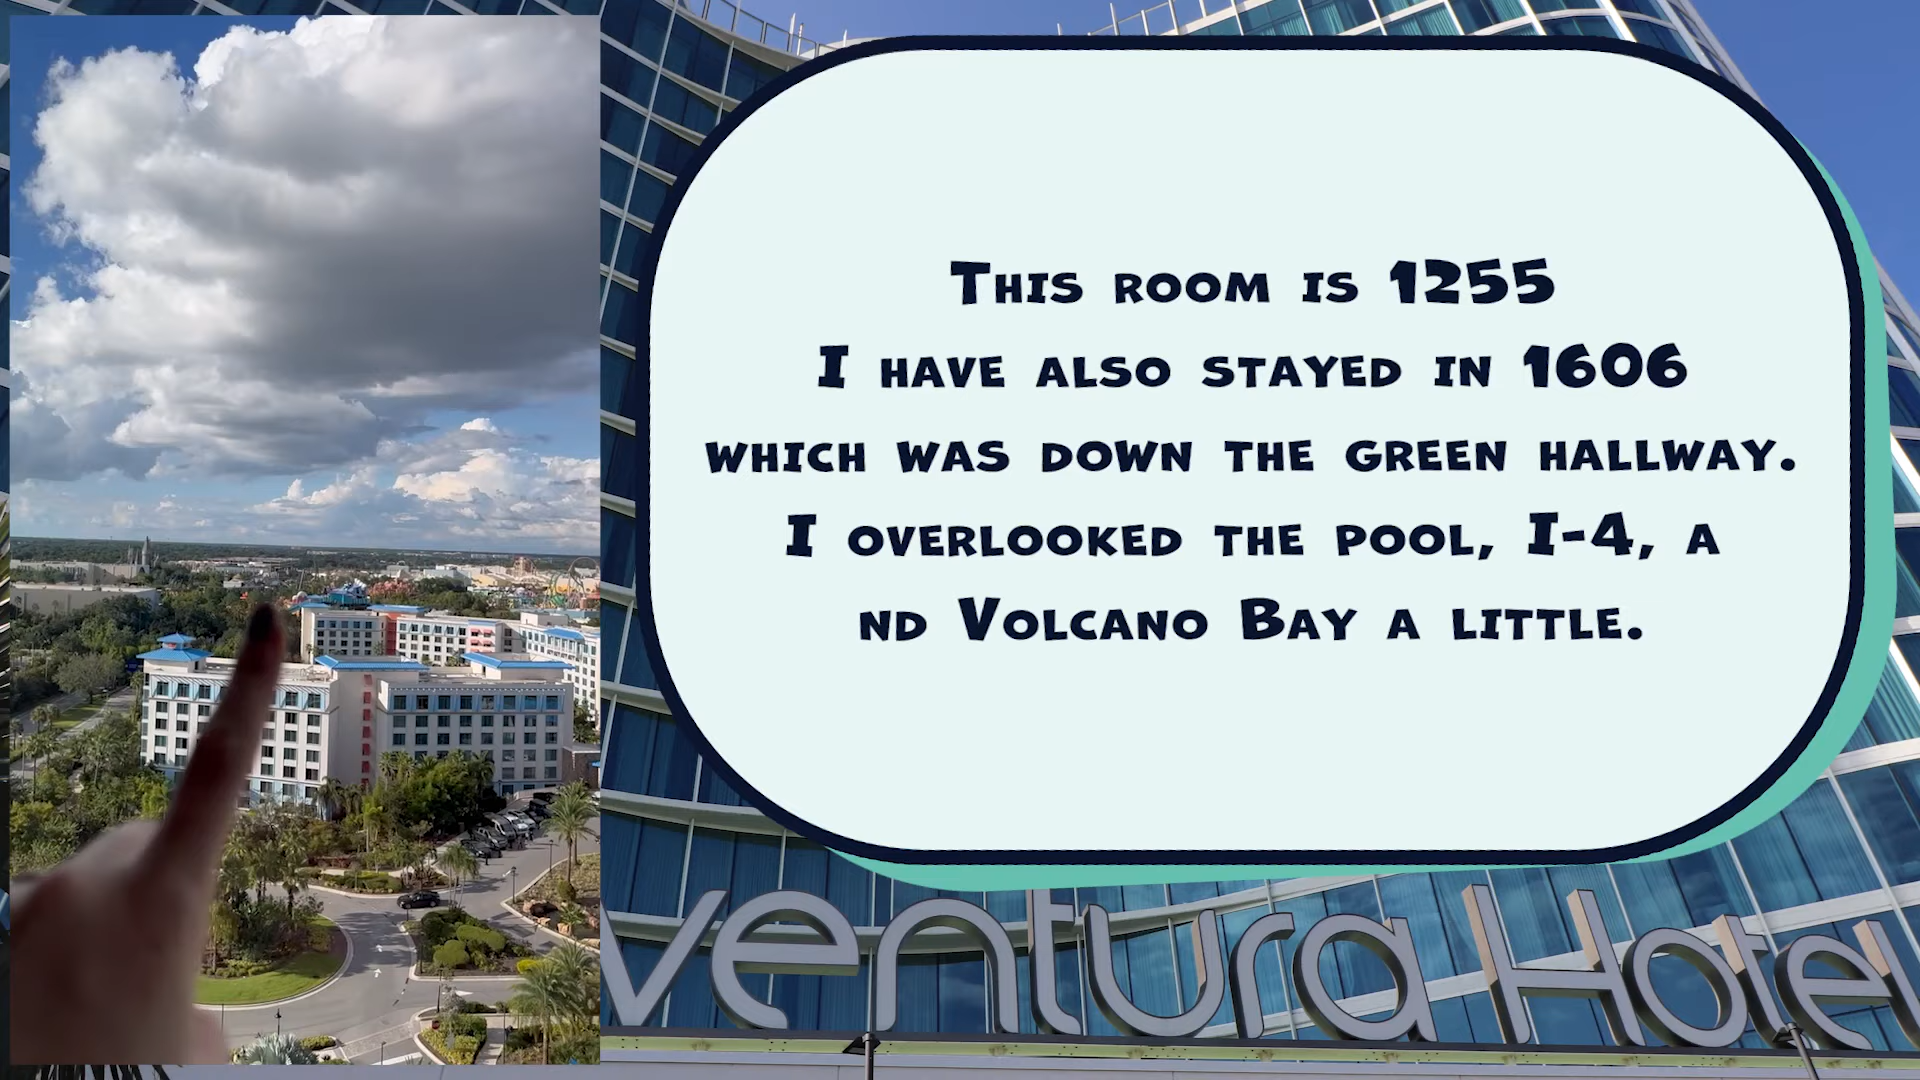 This room is 1255
I have also stayed in 1606
which was down the green hallway.
I overlooked the pool, I-4, a
nd Volcano Bay a little.
ventura Hotel